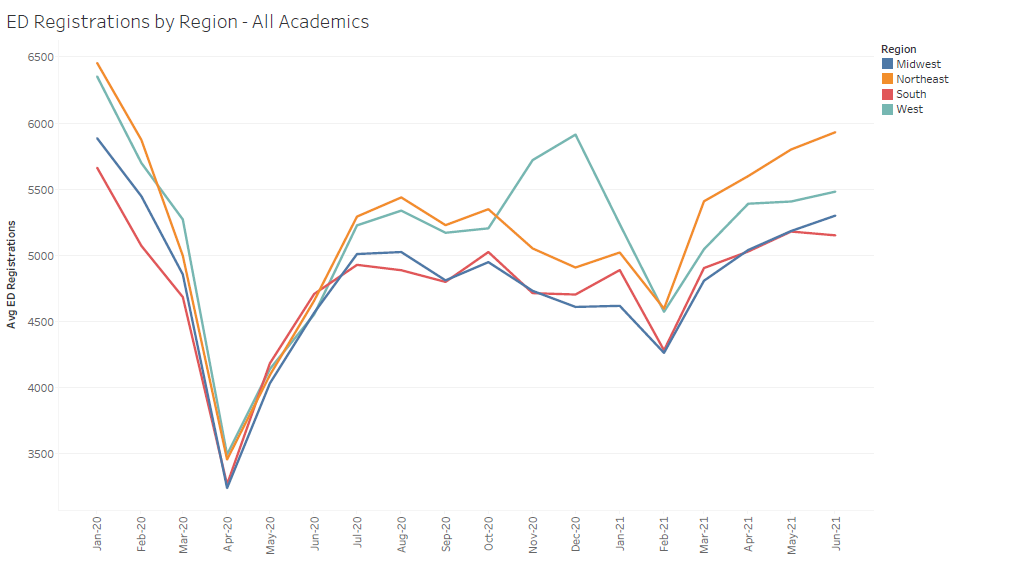 ED Registrations by Region - All Academics
Region
Midwest
Northeast
South
West
Avg ED Registrations
6500
6000
5500
5000
4500
4000
3500
Jan-20
Feb-20
Mar-20
Apr-20
May-20
Jun-20
Jul-20
Aug-20
Sep-20
Oct-20
Nov-20
Dec-20
Jan-21
Feb-21
Mar-21
Apr-21
May-21
Jun-21